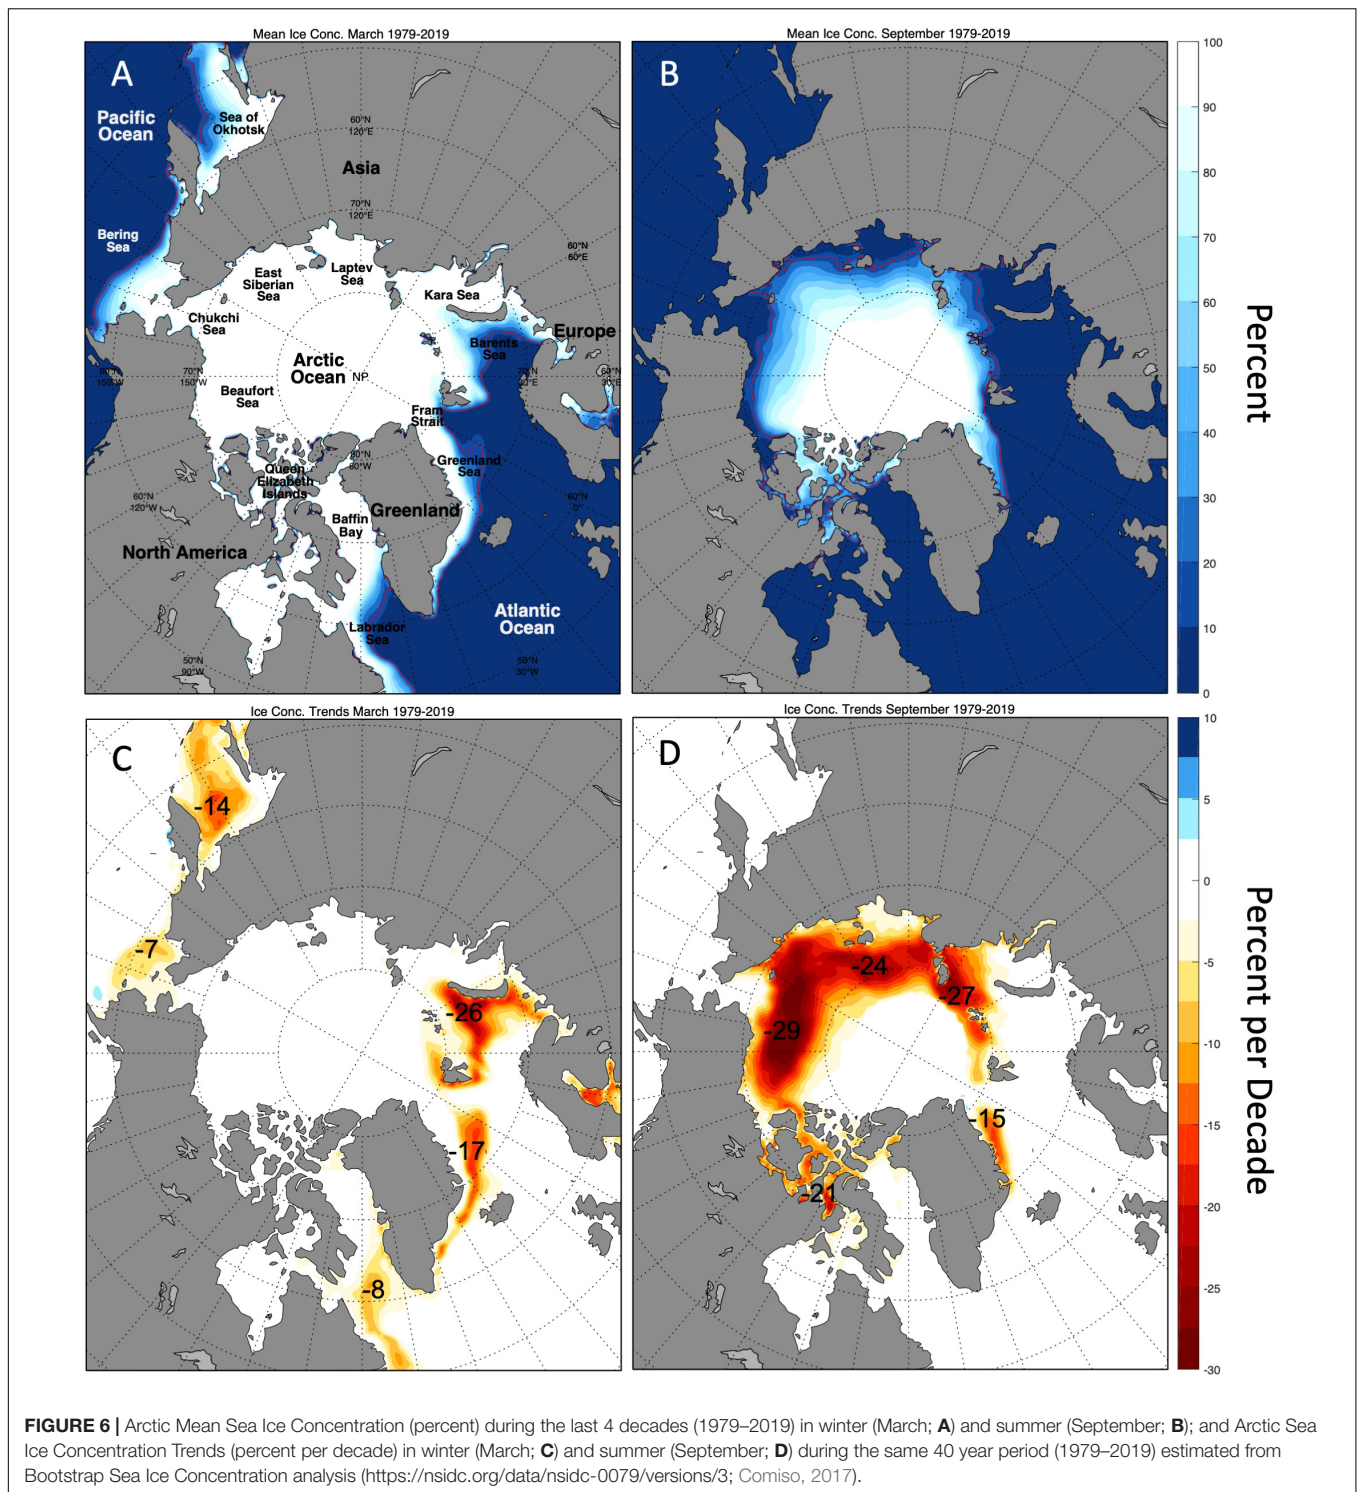 Mean Ice Conc. March 1979-2019
A
Pacific
Ocean
Sea of
Okhotsk
60°N
120°E
Asia
70°N
120°E
Bering
Sea
60°N
60°E
East
Siberian
Sea
Laptev
Sea
Kara Sea
Chukchi
Sea
Europe
Barents
Sea
Arctic
Ocean
NP
60°N
150°W
70°N
150°W
70°N
30°E
60°N
30°E
Beaufort
Sea
Fram
Strait
80°N
60°W
Greenland
Sea
Queen
Elizabeth
Islands
60°N
120°W
60°N
0°
Greenland
Baffin
Bay
North America
Atlantic
Ocean
Labrador
Sea
50°N
90°W
50°N
30°W
Mean Ice Conc. September 1979-2019
B
100
90
80
70
60
50
40
30
20
10
0
Percent
Ice Conc. Trends March 1979-2019
C
-14
-7
-26
-17
-8
Ice Conc. Trends September 1979-2019
D
-24
-27
-29
-15
-21
10
5
0
-5
-10
-15
-20
-25
-30
Percent per Decade
FIGURE 6 | Arctic Mean Sea Ice Concentration (percent) during the last 4 decades (1979–2019) in winter (March; A) and summer (September; B); and Arctic Sea
Ice Concentration Trends (percent per decade) in winter (March; C) and summer (September; D) during the same 40 year period (1979–2019) estimated from
Bootstrap Sea Ice Concentration analysis (https://nsidc.org/data/nsidc-0079/versions/3; Comiso, 2017).